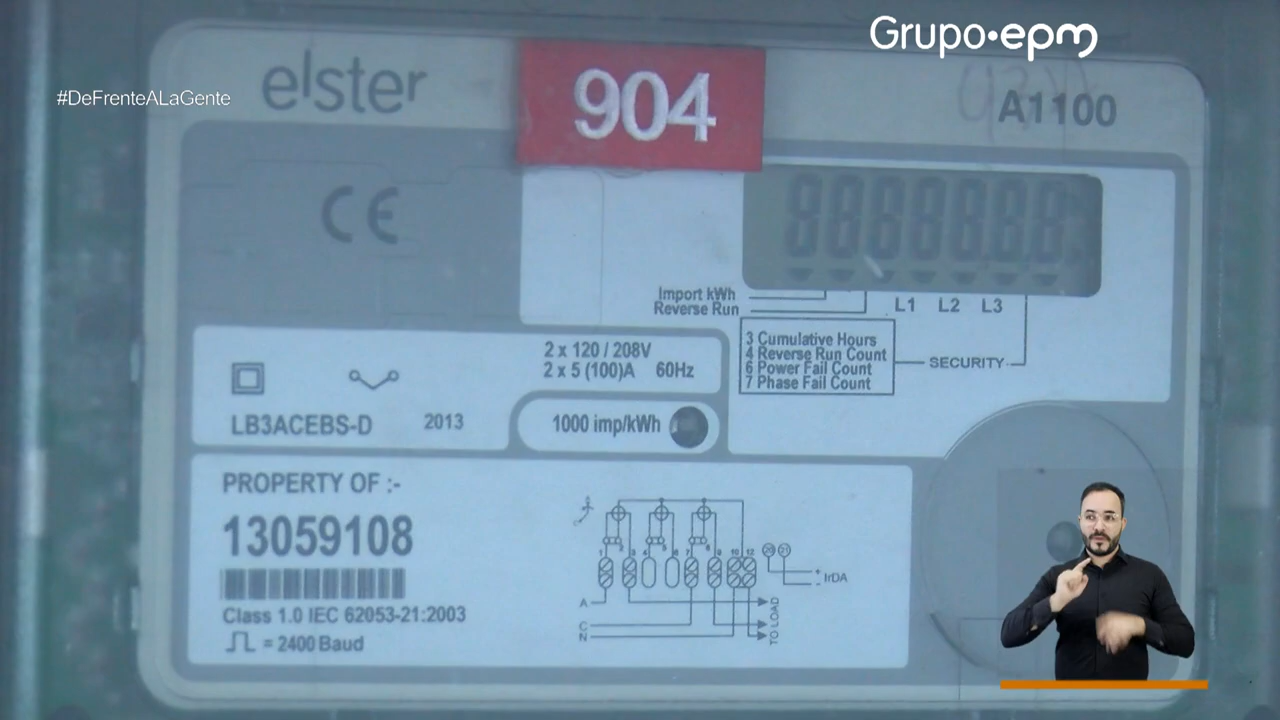 Grupo•epm
#DeFrenteALaGente
elster
904
A1100
CE
Import kWh
Reverse Run
L1 L2 L3
3 Cumulative Hours
4 Reverse Run Count
6 Power Fail Count
7 Phase Fail Count
SECURITY
2 x 120 / 208V
2 x 5 (100)A 60Hz
LB3ACEBS-D 2013
1000 imp/kWh
PROPERTY OF :-
13059108
Class 1.0 IEC 62053-21:2003
= 2400 Baud
20 21
+
- IrDA
A
C
N
TO LOAD